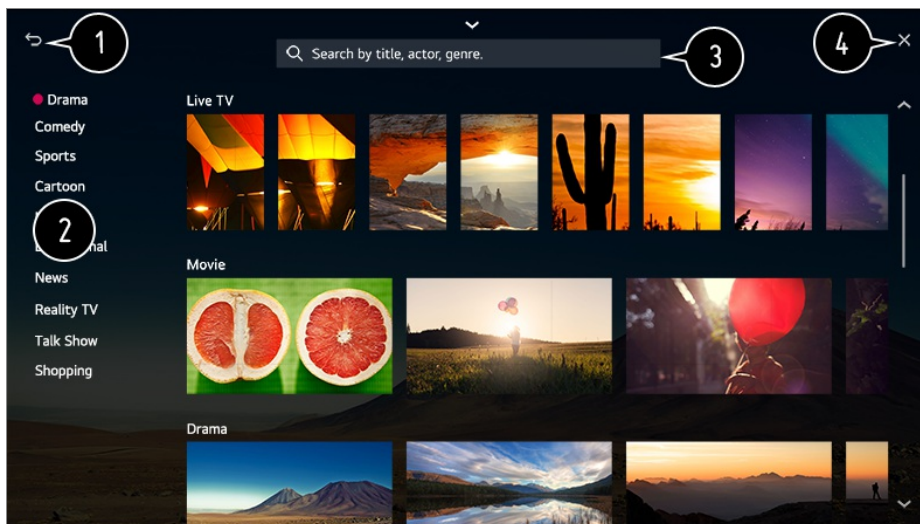 1
3
4
Search by title, actor, genre.
Drama
Comedy
Sports
Cartoon
2
News
Reality TV
Talk Show
Shopping
Live TV
Movie
Drama